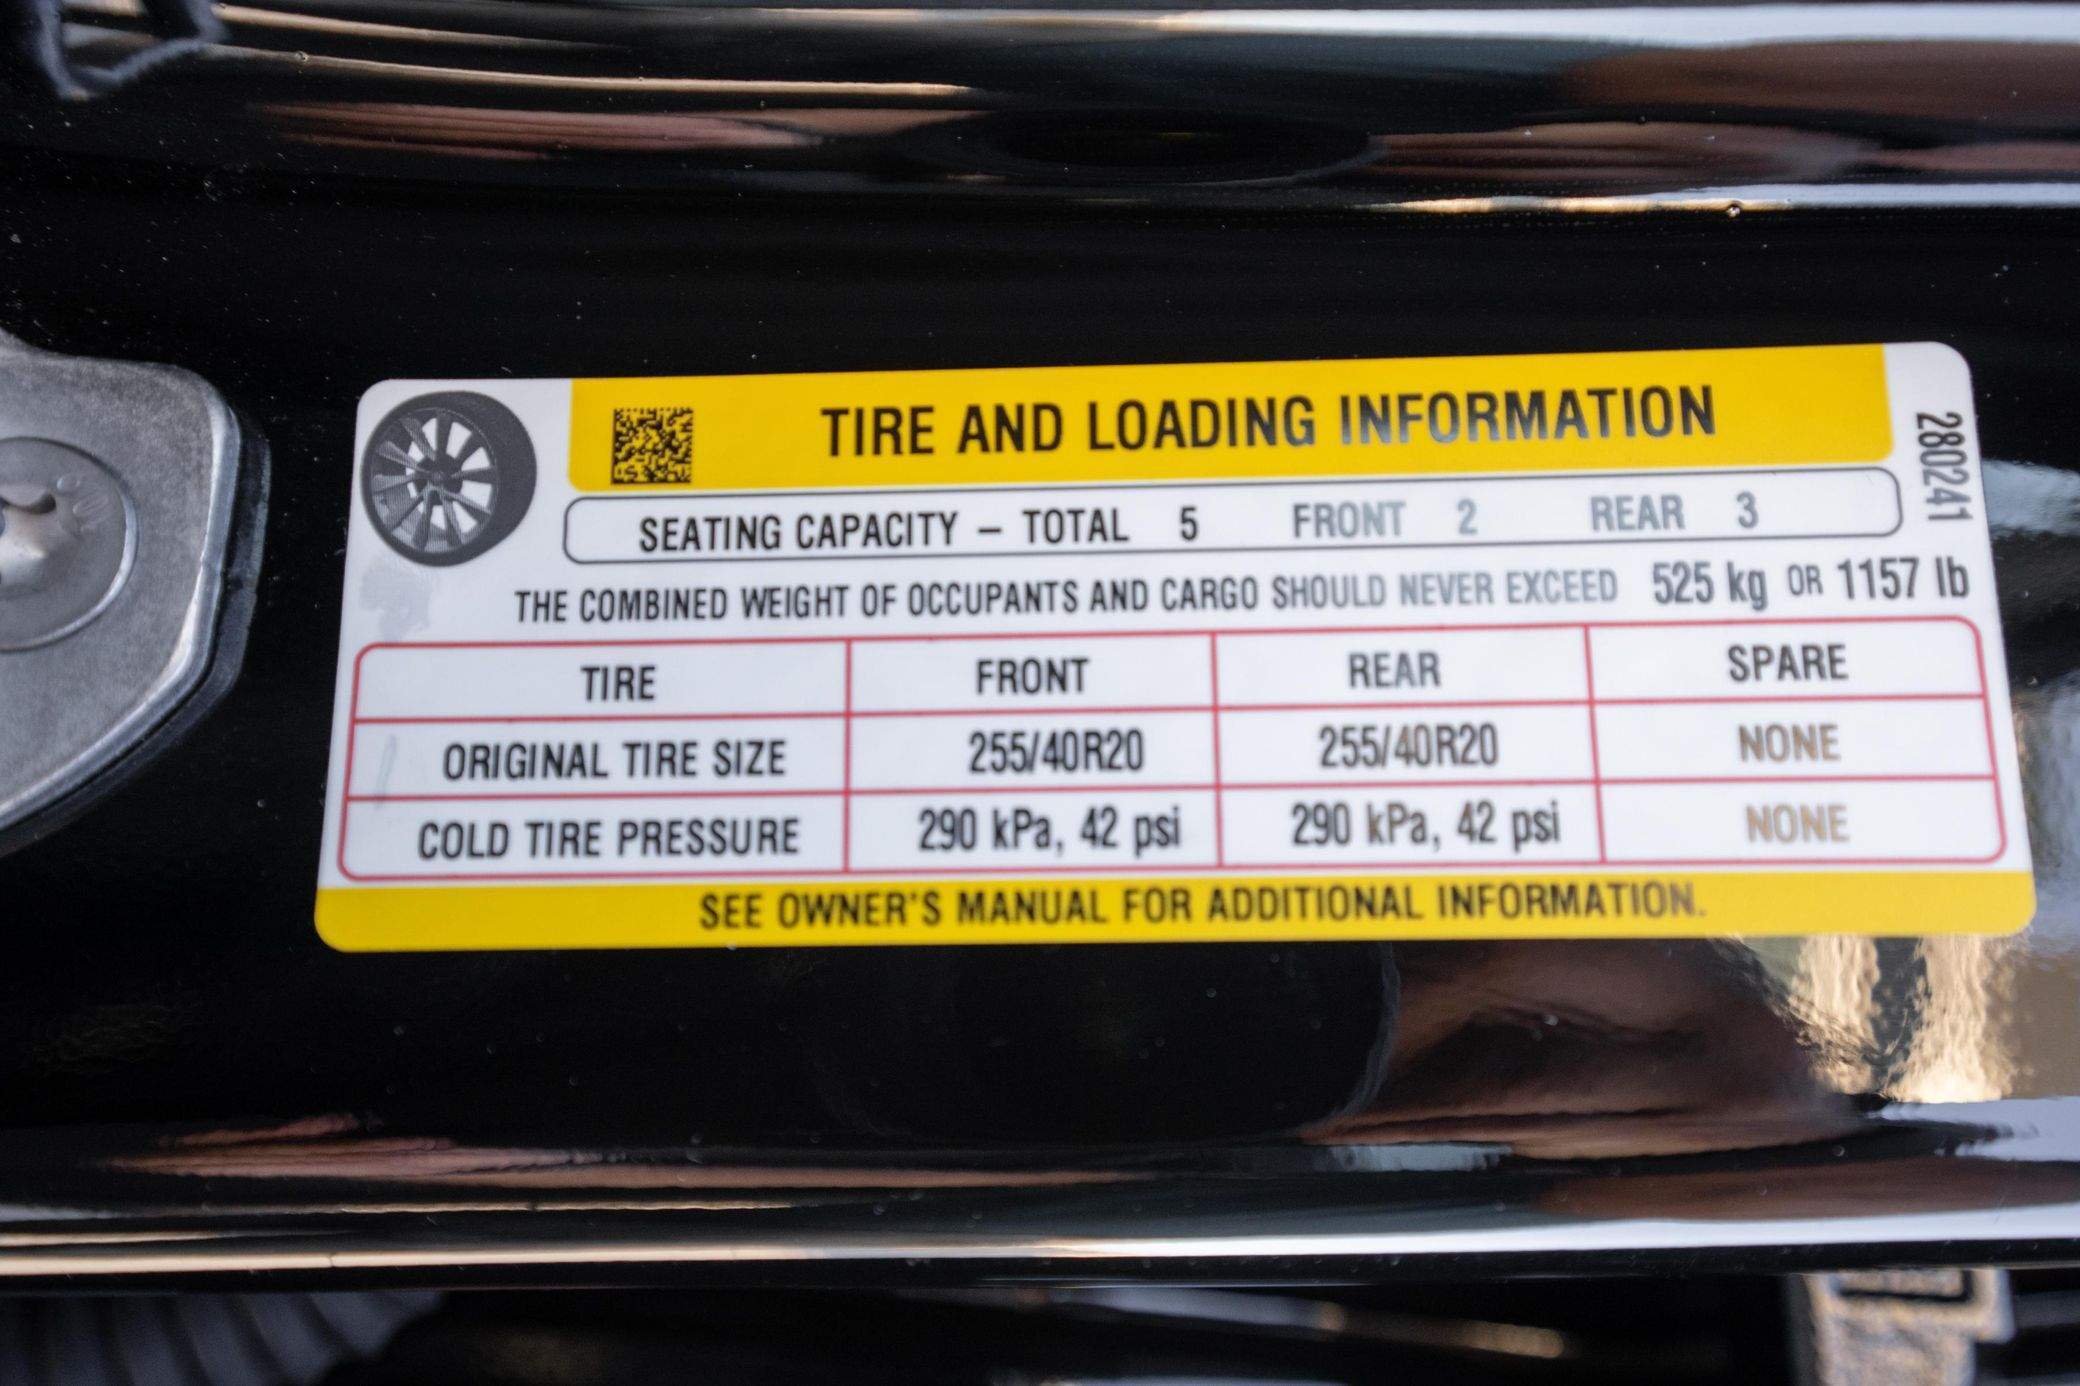 TIRE AND LOADING INFORMATION
280241
SEATING CAPACITY – TOTAL 5 FRONT 2 REAR 3
THE COMBINED WEIGHT OF OCCUPANTS AND CARGO SHOULD NEVER EXCEED 525 kg OR 1157 lb
TIRE FRONT REAR SPARE
ORIGINAL TIRE SIZE 255/40R20 255/40R20 NONE
COLD TIRE PRESSURE 290 kPa, 42 psi 290 kPa, 42 psi NONE
SEE OWNER'S MANUAL FOR ADDITIONAL INFORMATION.